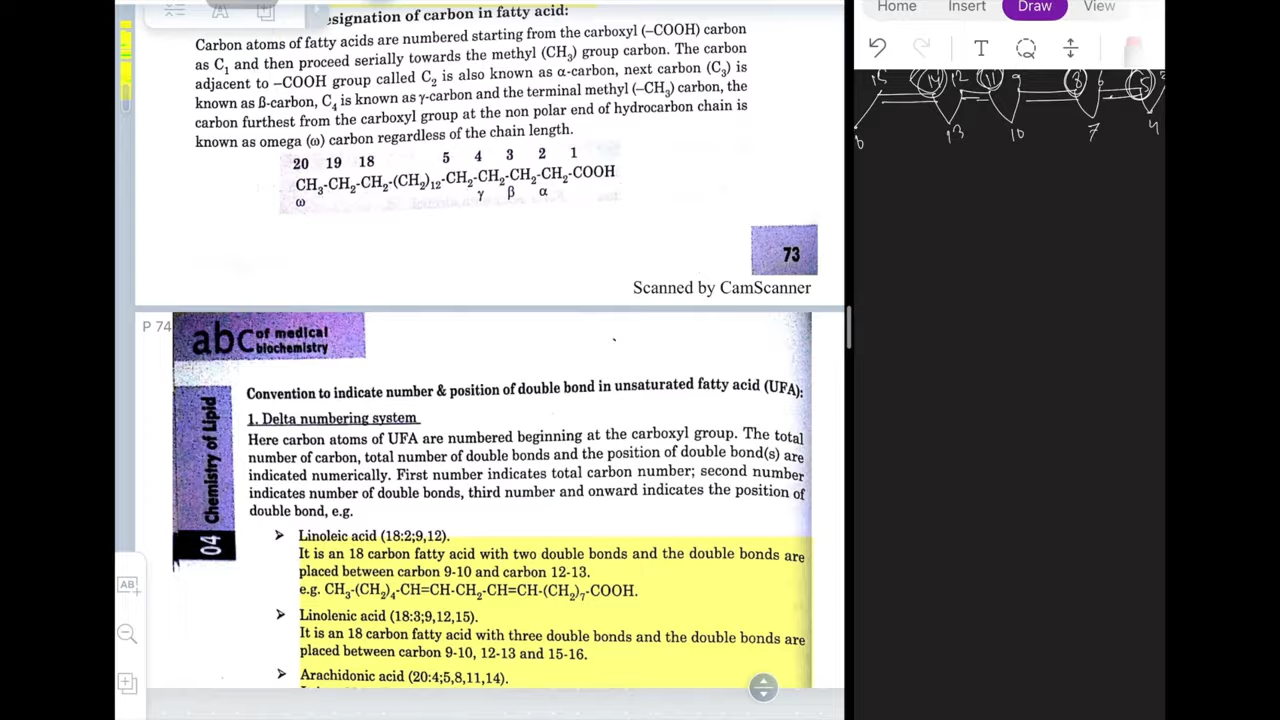 esignation of carbon in fatty acid:
Carbon atoms of fatty acids are numbered starting from the carboxyl (–COOH) carbon
as C₁ and then proceed serially towards the methyl (CH₃) group carbon. The carbon
adjacent to –COOH group called C₂ is also known as α-carbon, next carbon (C₃) is
known as ß-carbon, C₄ is known as γ-carbon and the terminal methyl (–CH₃) carbon, the
carbon furthest from the carboxyl group at the non polar end of hydrocarbon chain is
known as omega (ω) carbon regardless of the chain length.
20 19 18 5 4 3 2 1
CH₃-CH₂-CH₂-(CH₂)₁₂-CH₂-CH₂-CH₂-CH₂-COOH
ω γ β α
73
Scanned by CamScanner
P 74
abc of medical biochemistry
04 Chemistry of Lipid
Convention to indicate number & position of double bond in unsaturated fatty acid (UFA):
1. Delta numbering system
Here carbon atoms of UFA are numbered beginning at the carboxyl group. The total
number of carbon, total number of double bonds and the position of double bond(s) are
indicated numerically. First number indicates total carbon number; second number
indicates number of double bonds, third number and onward indicates the position of
double bond, e.g.
➢ Linoleic acid (18:2;9,12).
It is an 18 carbon fatty acid with two double bonds and the double bonds are
placed between carbon 9-10 and carbon 12-13.
e.g. CH₃-(CH₂)₄-CH=CH-CH₂-CH=CH-(CH₂)₇-COOH.
➢ Linolenic acid (18:3;9,12,15).
It is an 18 carbon fatty acid with three double bonds and the double bonds are
placed between carbon 9-10, 12-13 and 15-16.
➢ Arachidonic acid (20:4;5,8,11,14).
Home Insert Draw View
T
15 14 12 11 9 8 6 5
13 10 7 4
AB